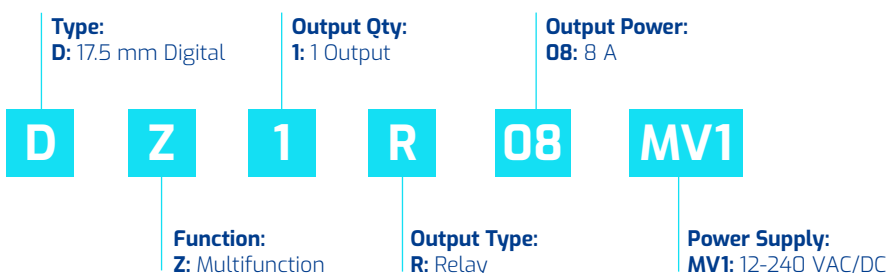 Type:
D: 17.5 mm Digital
Output Qty:
1: 1 Output
Output Power:
08: 8 A
D Z 1 R 08 MV1
Function:
Z: Multifunction
Output Type:
R: Relay
Power Supply:
MV1: 12-240 VAC/DC